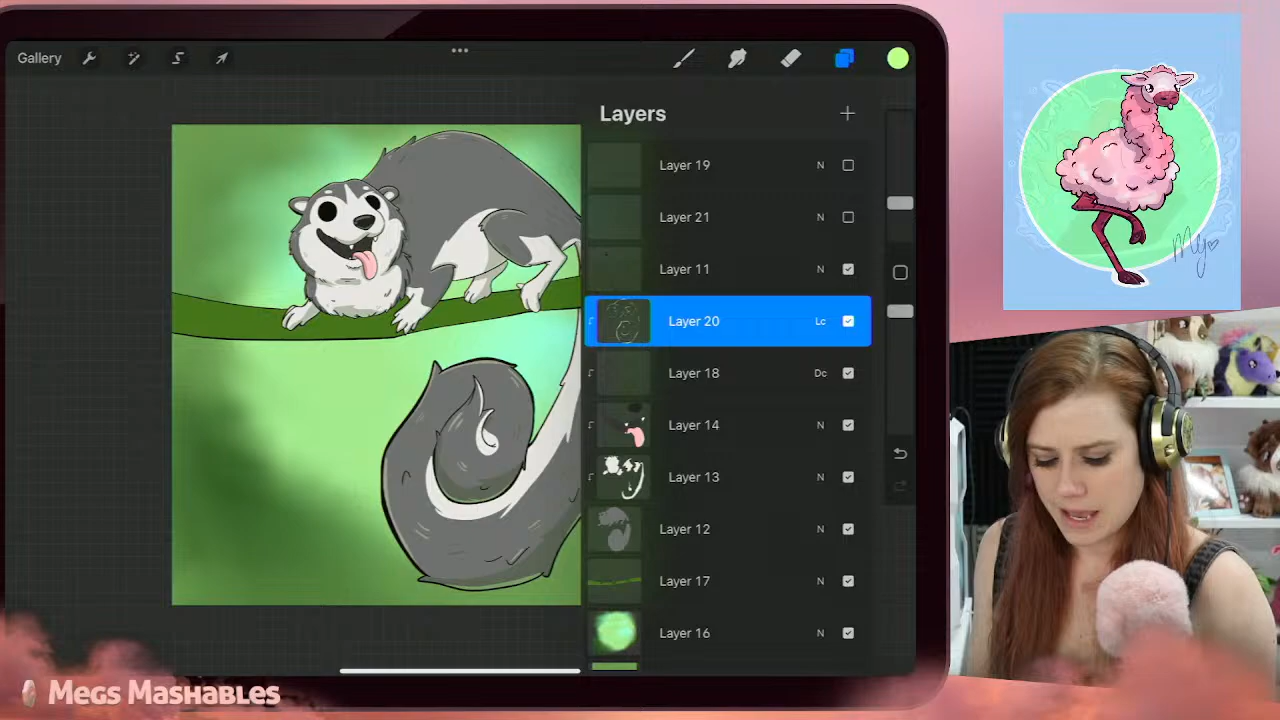 Gallery
Layers
Layer 19 N
Layer 21 N
Layer 11 N
Layer 20 Lc
Layer 18 Dc
Layer 14 N
Layer 13 N
Layer 12 N
Layer 17 N
Layer 16 N
My
Megs Mashables